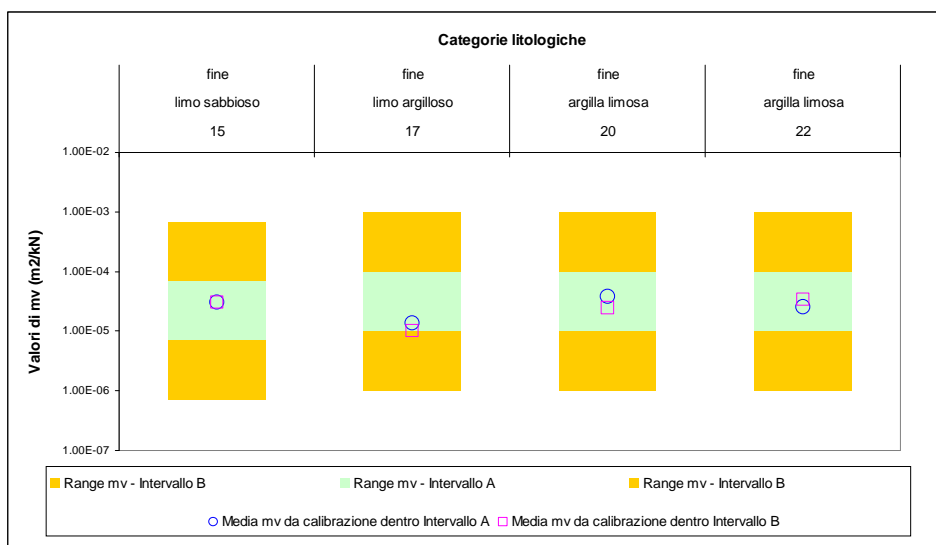 Categorie litologiche
fine fine fine fine
limo sabbioso limo argilloso argilla limosa argilla limosa
15 17 20 22
Valori di mv (m2/kN)
1.00E-02
1.00E-03
1.00E-04
1.00E-05
1.00E-06
1.00E-07
Range mv - Intervallo B Range mv - Intervallo A Range mv - Intervallo B
Media mv da calibrazione dentro Intervallo A Media mv da calibrazione dentro Intervallo B